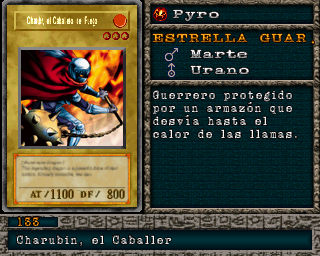 Charubin, el Caballero de Fuego
AT/1100 DF/ 800
Pyro
ESTRELLA GUAR.
Marte
Urano
Guerrero protegido
por un armazón que
desvía hasta el
calor de las llamas.
133
Charubin, el Caballer